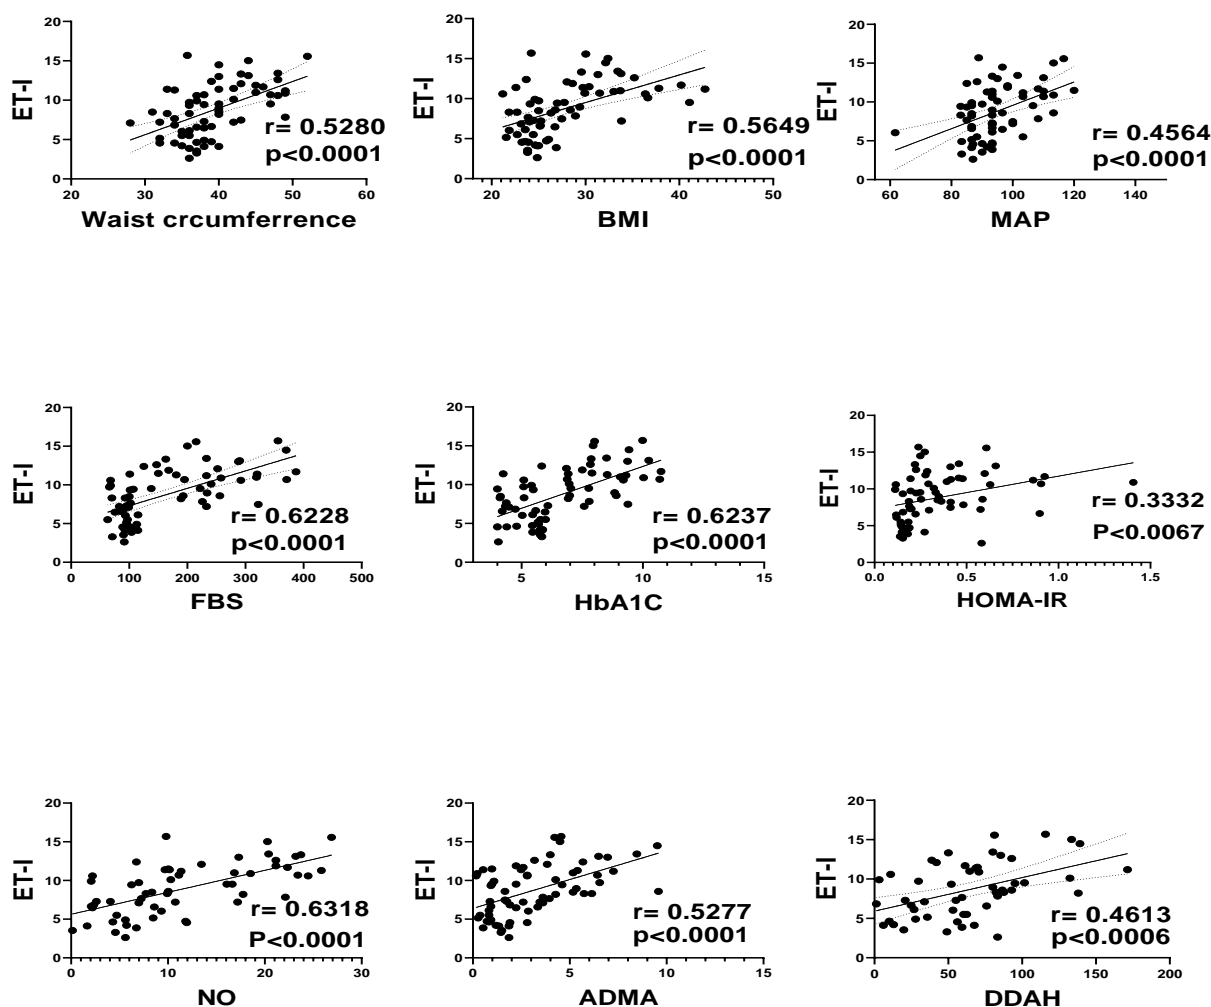 20
15
10
5
0
ET-I
r= 0.5280
p<0.0001
20 30 40 50 60
Waist crcumferrence
20
15
10
5
0
ET-I
r= 0.5649
p<0.0001
20 30 40 50
BMI
20
15
10
5
0
ET-I
r= 0.4564
p<0.0001
60 80 100 120 140
MAP
20
15
10
5
0
ET-I
r= 0.6228
p<0.0001
0 100 200 300 400 500
FBS
20
15
10
5
0
ET-I
r= 0.6237
p<0.0001
5 10 15
HbA1C
20
15
10
5
0
ET-I
r= 0.3332
P<0.0067
0.0 0.5 1.0 1.5
HOMA-IR
20
15
10
5
0
ET-I
r= 0.6318
P<0.0001
0 10 20 30
NO
20
15
10
5
0
ET-I
r= 0.5277
p<0.0001
0 5 10 15
ADMA
20
15
10
5
0
ET-I
r= 0.4613
p<0.0006
0 50 100 150 200
DDAH